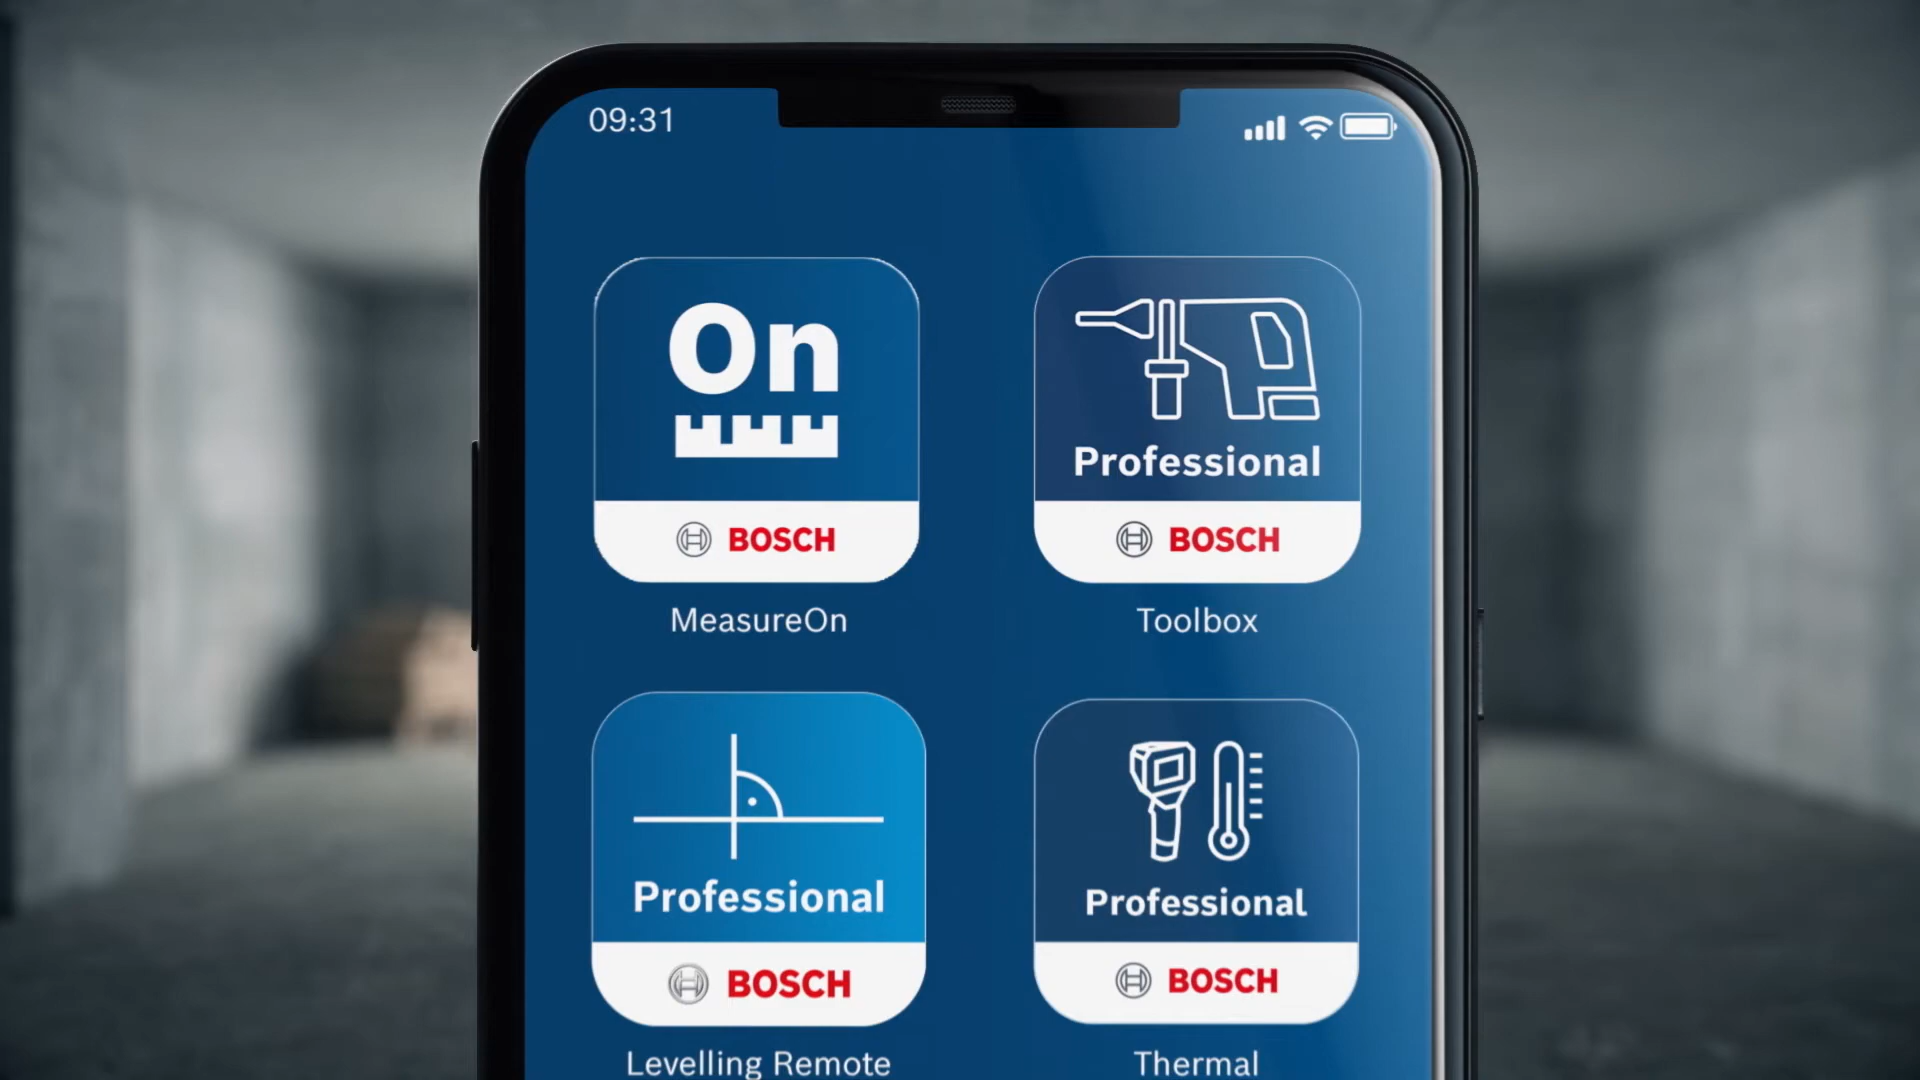 09:31
On
BOSCH
MeasureOn
Professional
BOSCH
Toolbox
Professional
BOSCH
Levelling Remote
Professional
BOSCH
Thermal